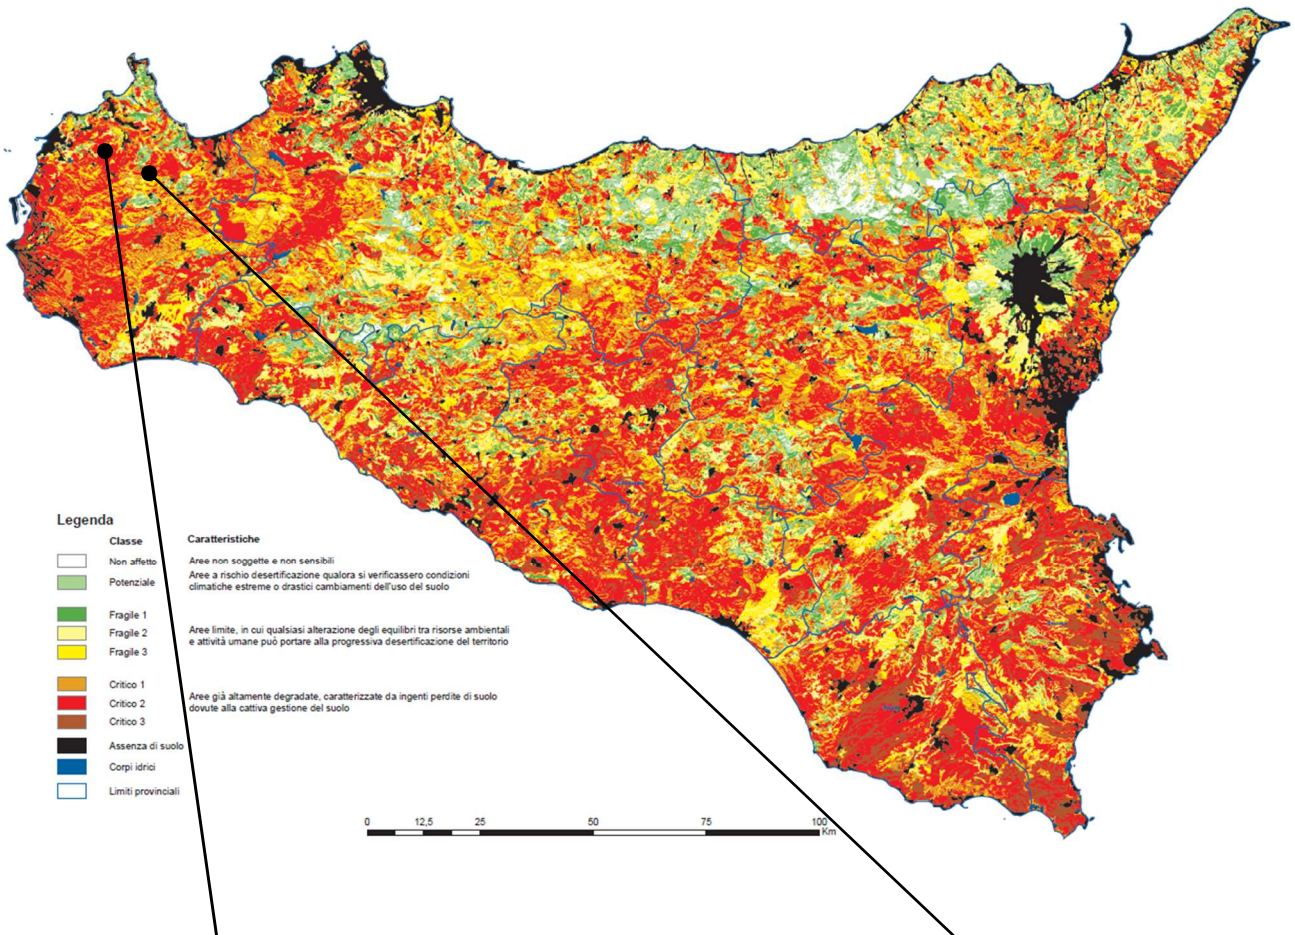 Legenda
Classe Caratteristiche
Non affetto Aree non soggette e non sensibili
Potenziale Aree a rischio desertificazione qualora si verificassero condizioni
climatiche estreme o drastici cambiamenti dell'uso del suolo
Fragile 1
Fragile 2 Aree limite, in cui qualsiasi alterazione degli equilibri tra risorse ambientali
e attività umane può portare alla progressiva desertificazione del territorio
Fragile 3
Critico 1
Critico 2 Aree già altamente degradate, caratterizzate da ingenti perdite di suolo
dovute alla cattiva gestione del suolo
Critico 3
Assenza di suolo
Corpi idrici
Limiti provinciali
0 12,5 25 50 75 100
Km